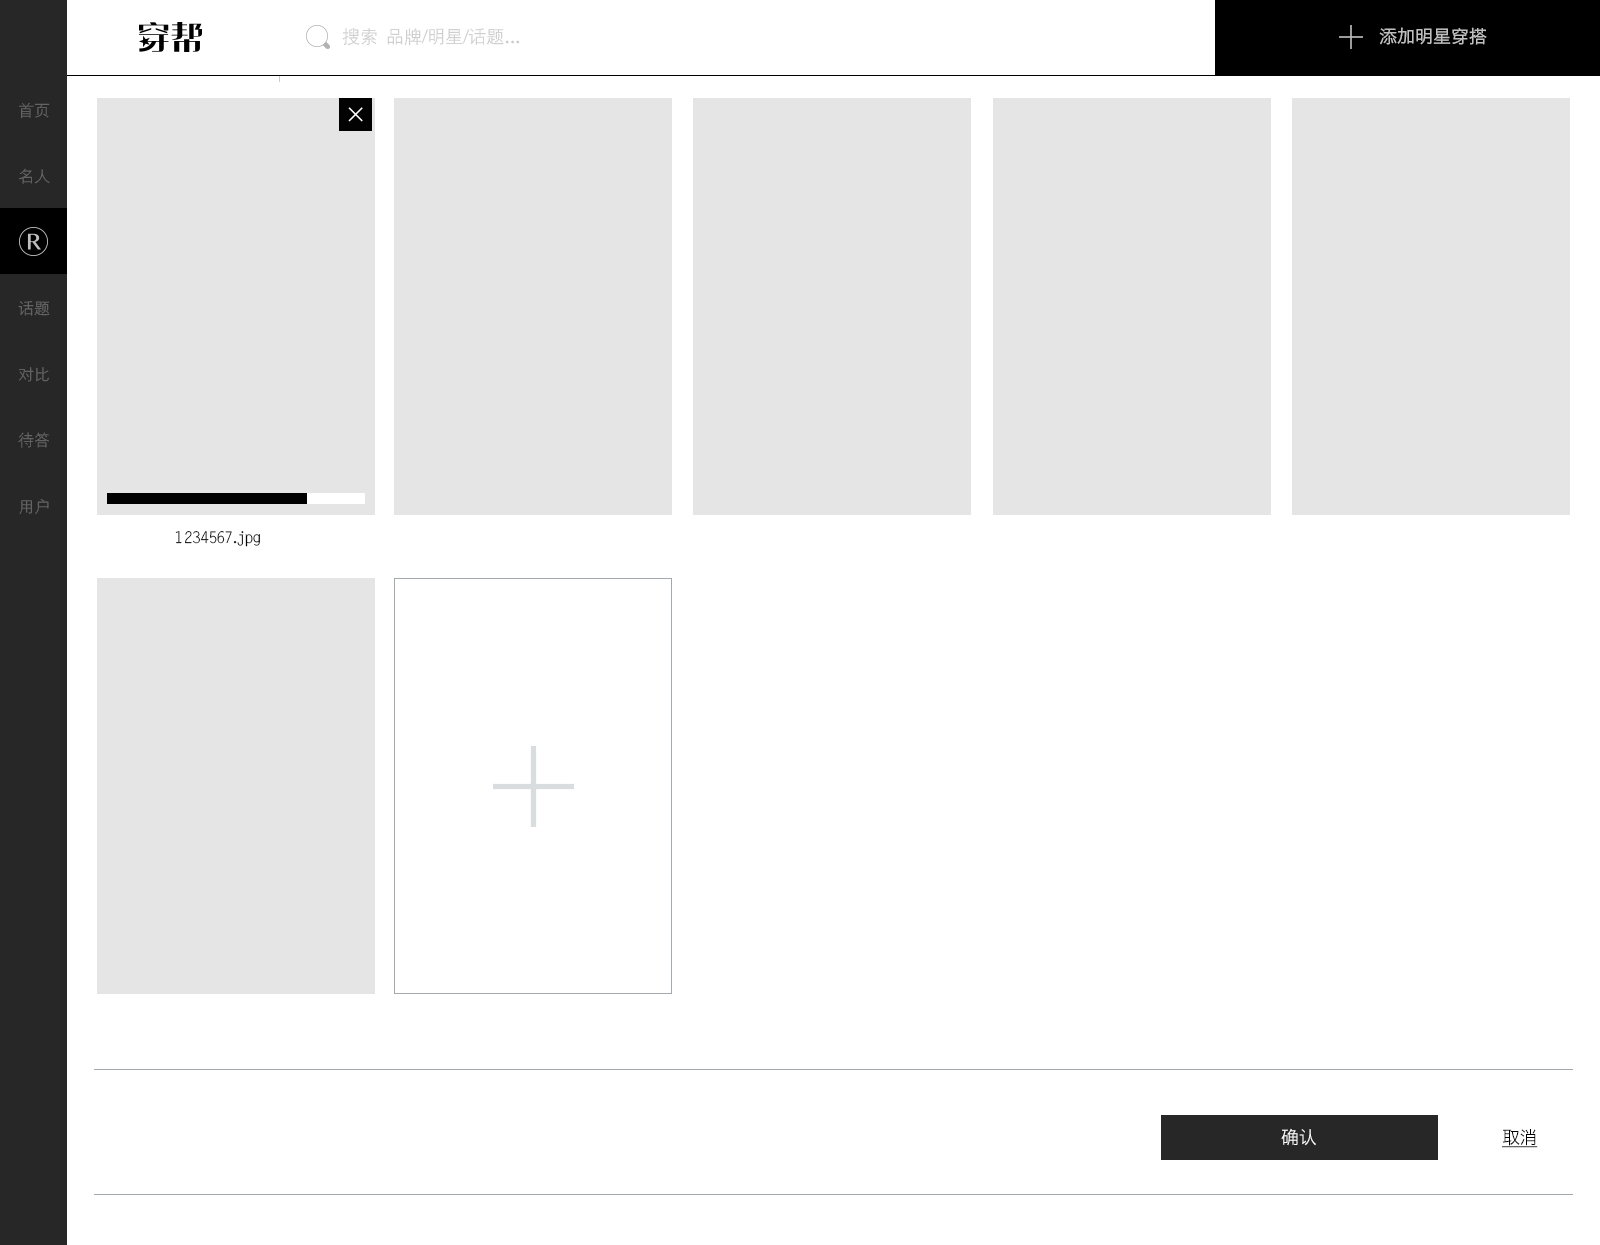 穿帮
搜索 品牌/明星/话题...
添加明星穿搭
首页
名人
®
话题
对比
待答
用户
1234567.jpg
确认
取消